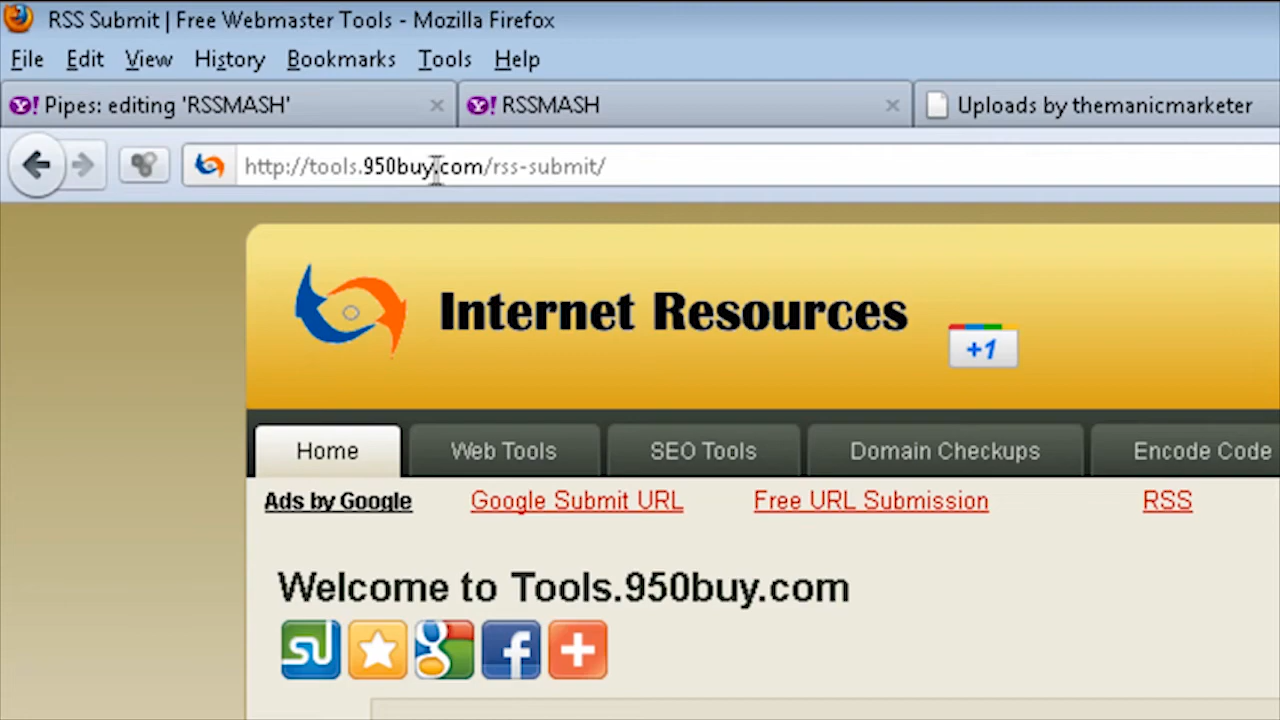 RSS Submit | Free Webmaster Tools - Mozilla Firefox
File Edit View History Bookmarks Tools Help
Y! Pipes: editing 'RSSMASH' Y! RSSMASH Uploads by themanicmarketer
http://tools.950buy.com/rss-submit/
Internet Resources
+1
Home Web Tools SEO Tools Domain Checkups Encode Code
Ads by Google Google Submit URL Free URL Submission RSS
Welcome to Tools.950buy.com